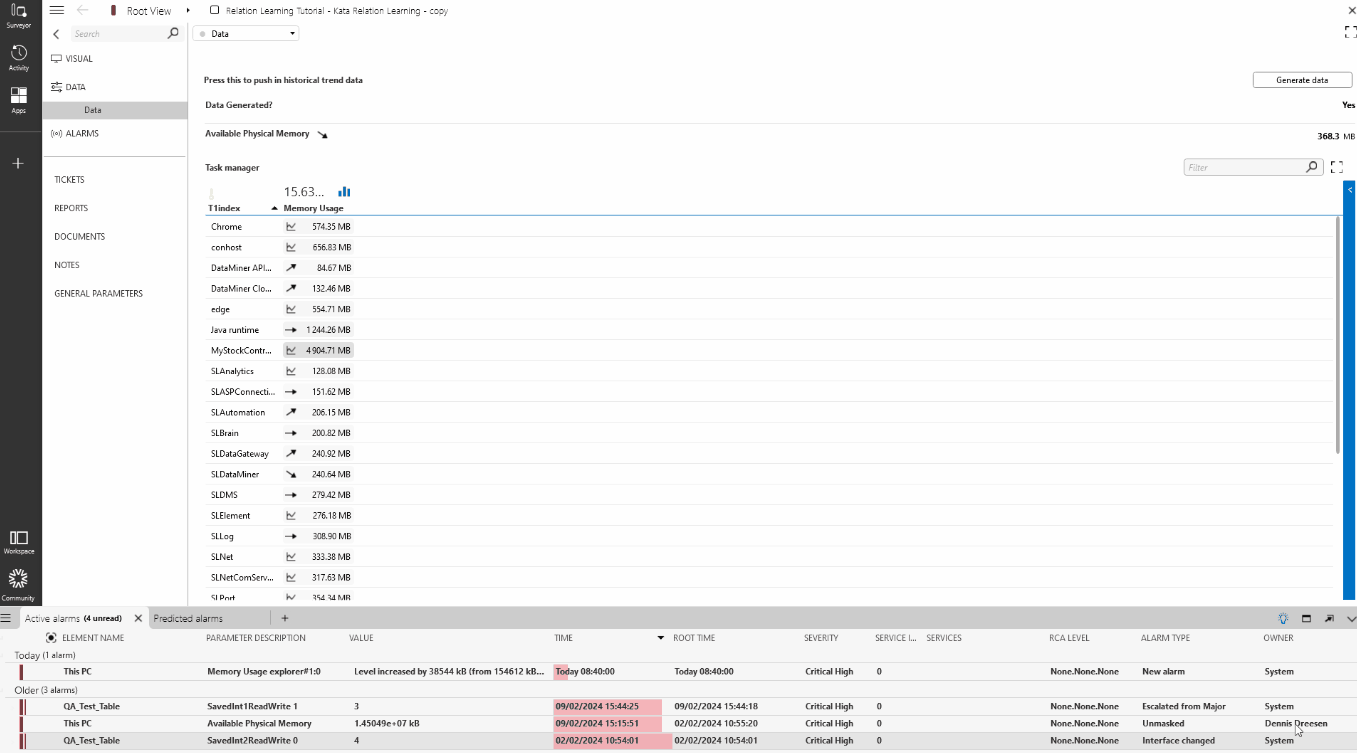 Root View Relation Learning Tutorial - Kata Relation Learning - copy
Surveyor
Search
Data
VISUAL
Activity
Press this to push in historical trend data Generate data
DATA
Data Generated? Yes
Apps
Data
ALARMS
Available Physical Memory 368.3 MB
Task manager Filter
TICKETS
15.63...
T1index Memory Usage
REPORTS
Chrome 574.35 MB
DOCUMENTS
conhost 656.83 MB
NOTES
DataMiner API... 84.67 MB
DataMiner Clo... 132.46 MB
GENERAL PARAMETERS
edge 554.71 MB
Java runtime 1 244.26 MB
MyStockContr... 4 904.71 MB
SLAnalytics 128.08 MB
SLASPConnecti... 151.62 MB
SLAutomation 206.15 MB
SLBrain 200.82 MB
SLDataGateway 240.92 MB
SLDataMiner 240.64 MB
SLDMS 279.42 MB
SLElement 276.18 MB
SLLog 308.90 MB
Workspace
SLNet 333.38 MB
SLNetComServ... 317.63 MB
SLPort 354.34 MB
Community
Active alarms (4 unread) Predicted alarms
ELEMENT NAME PARAMETER DESCRIPTION VALUE TIME ROOT TIME SEVERITY SERVICE I... SERVICES RCA LEVEL ALARM TYPE OWNER
Today (1 alarm)
This PC Memory Usage explorer#1:0 Level increased by 38544 kB (from 154612 kB... Today 08:40:00 Today 08:40:00 Critical High 0 None.None.None New alarm System
Older (3 alarms)
QA_Test_Table SavedInt1ReadWrite 1 3 09/02/2024 15:44:25 09/02/2024 15:44:18 Critical High 0 None.None.None Escalated from Major System
This PC Available Physical Memory 1.45049e+07 kB 09/02/2024 15:15:51 02/02/2024 10:55:20 Critical High 0 None.None.None Unmasked Dennis Dreesen
QA_Test_Table SavedInt2ReadWrite 0 4 02/02/2024 10:54:01 02/02/2024 10:54:01 Critical High 0 None.None.None Interface changed System